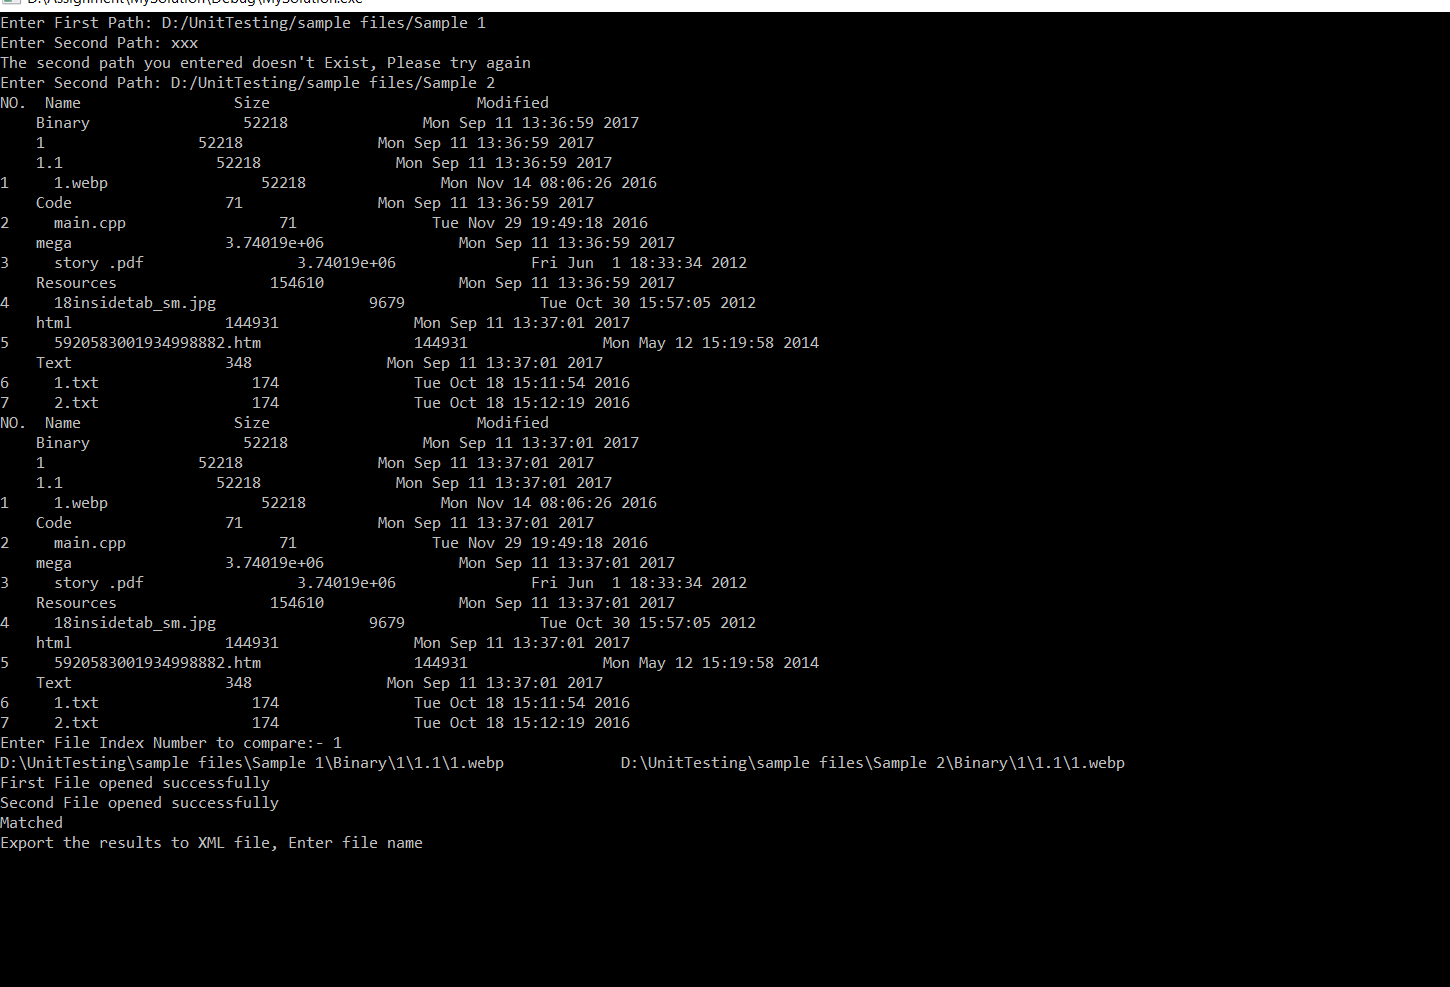 D:\Assignment\MySolution\Debug\MySolution.exe
Enter First Path: D:/UnitTesting/sample files/Sample 1
Enter Second Path: xxx
The second path you entered doesn't Exist, Please try again
Enter Second Path: D:/UnitTesting/sample files/Sample 2
NO.  Name                 Size                       Modified
    Binary                 52218               Mon Sep 11 13:36:59 2017
    1                 52218               Mon Sep 11 13:36:59 2017
    1.1                 52218               Mon Sep 11 13:36:59 2017
1     1.webp                 52218               Mon Nov 14 08:06:26 2016
    Code                 71               Mon Sep 11 13:36:59 2017
2     main.cpp                 71               Tue Nov 29 19:49:18 2016
    mega                 3.74019e+06               Mon Sep 11 13:36:59 2017
3     story .pdf                 3.74019e+06               Fri Jun  1 18:33:34 2012
    Resources                 154610               Mon Sep 11 13:36:59 2017
4     18insidetab_sm.jpg                 9679               Tue Oct 30 15:57:05 2012
    html                 144931               Mon Sep 11 13:37:01 2017
5     5920583001934998882.htm                 144931               Mon May 12 15:19:58 2014
    Text                 348               Mon Sep 11 13:37:01 2017
6     1.txt                 174               Tue Oct 18 15:11:54 2016
7     2.txt                 174               Tue Oct 18 15:12:19 2016
NO.  Name                 Size                       Modified
    Binary                 52218               Mon Sep 11 13:37:01 2017
    1                 52218               Mon Sep 11 13:37:01 2017
    1.1                 52218               Mon Sep 11 13:37:01 2017
1     1.webp                 52218               Mon Nov 14 08:06:26 2016
    Code                 71               Mon Sep 11 13:37:01 2017
2     main.cpp                 71               Tue Nov 29 19:49:18 2016
    mega                 3.74019e+06               Mon Sep 11 13:37:01 2017
3     story .pdf                 3.74019e+06               Fri Jun  1 18:33:34 2012
    Resources                 154610               Mon Sep 11 13:37:01 2017
4     18insidetab_sm.jpg                 9679               Tue Oct 30 15:57:05 2012
    html                 144931               Mon Sep 11 13:37:01 2017
5     5920583001934998882.htm                 144931               Mon May 12 15:19:58 2014
    Text                 348               Mon Sep 11 13:37:01 2017
6     1.txt                 174               Tue Oct 18 15:11:54 2016
7     2.txt                 174               Tue Oct 18 15:12:19 2016
Enter File Index Number to compare:- 1
D:\UnitTesting\sample files\Sample 1\Binary\1\1.1\1.webp             D:\UnitTesting\sample files\Sample 2\Binary\1\1.1\1.webp
First File opened successfully
Second File opened successfully
Matched
Export the results to XML file, Enter file name